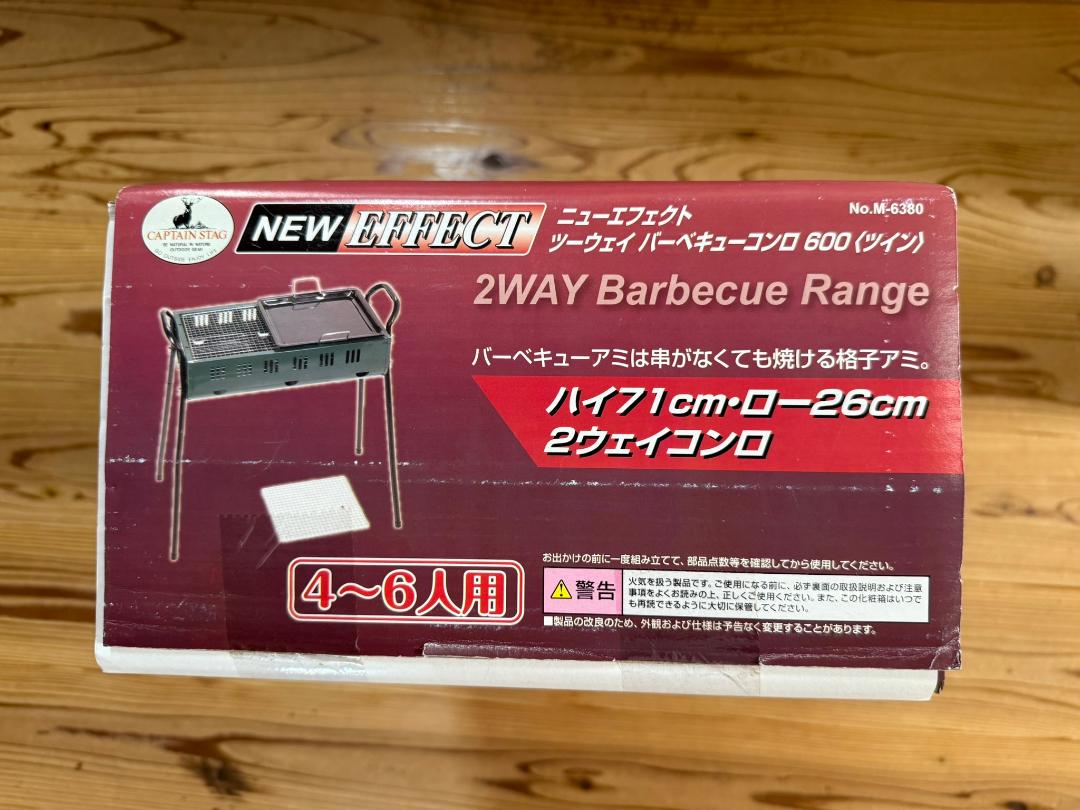 CAPTAIN STAG
BE NATURAL IN NATURE
OUTDOOR GEAR
GO OUTSIDE ENJOY LIFE
NEW EFFECT
ニューエフェクト
ツーウェイ バーベキューコンロ 600〈ツイン〉
No.M-6380
2WAY Barbecue Range
バーベキューアミは串がなくても焼ける格子アミ。
ハイ71cm・ロー26cm
2ウェイコンロ
4〜6人用
お出かけの前に一度組み立てて、部品点数等を確認してから使用してください。
警告
火気を扱う製品です。ご使用になる前に、必ず裏面の取扱説明および注意
事項をよくお読みの上、正しくご使用ください。また、この化粧箱はいつで
も再読できるように大切に保管してください。
■製品の改良のため、外観および仕様は予告なく変更することがあります。